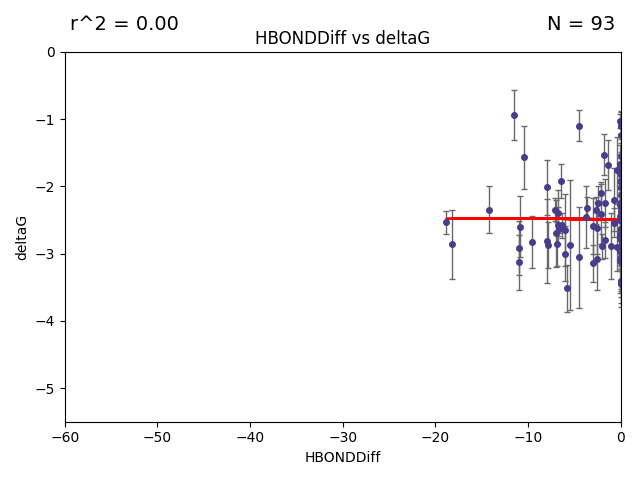 r^2 = 0.00
N = 93
HBONDDiff vs deltaG
0
−1
−2
−3
−4
−5
deltaG
−60
−50
−40
−30
−20
−10
0
HBONDDiff